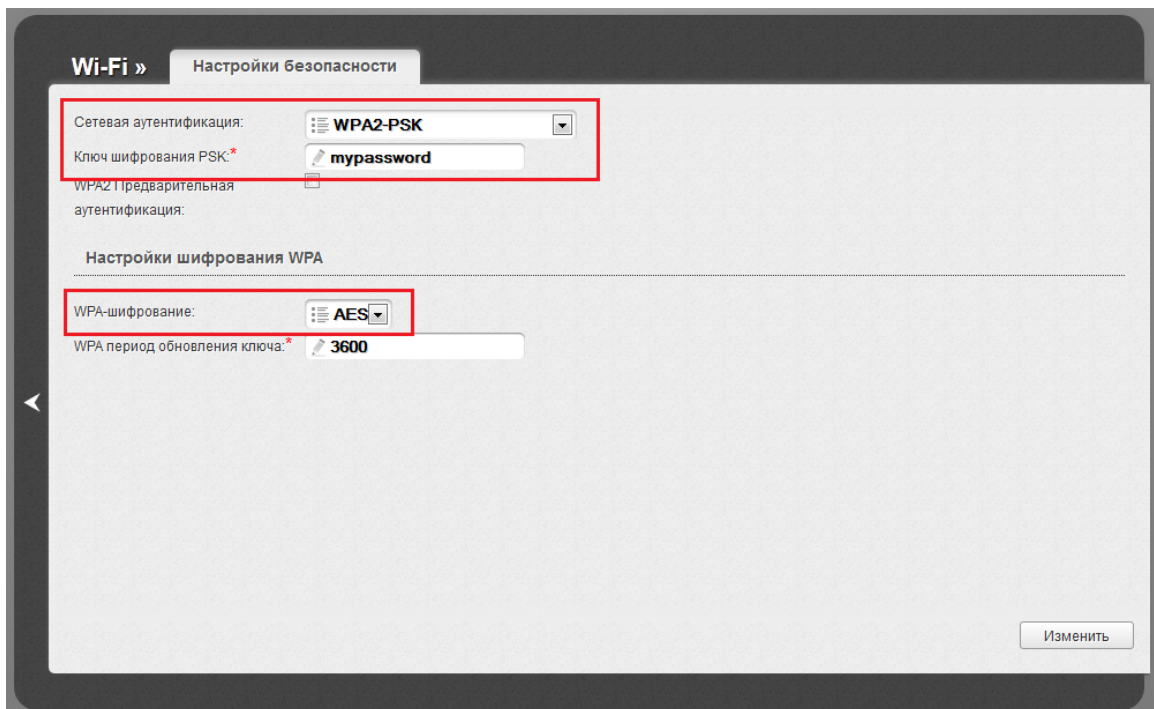 Wi-Fi » Настройки безопасности
Сетевая аутентификация: WPA2-PSK
Ключ шифрования PSK:* mypassword
WPA2 Предварительная
аутентификация:
Настройки шифрования WPA
WPA-шифрование: AES
WPA период обновления ключа:* 3600
Изменить